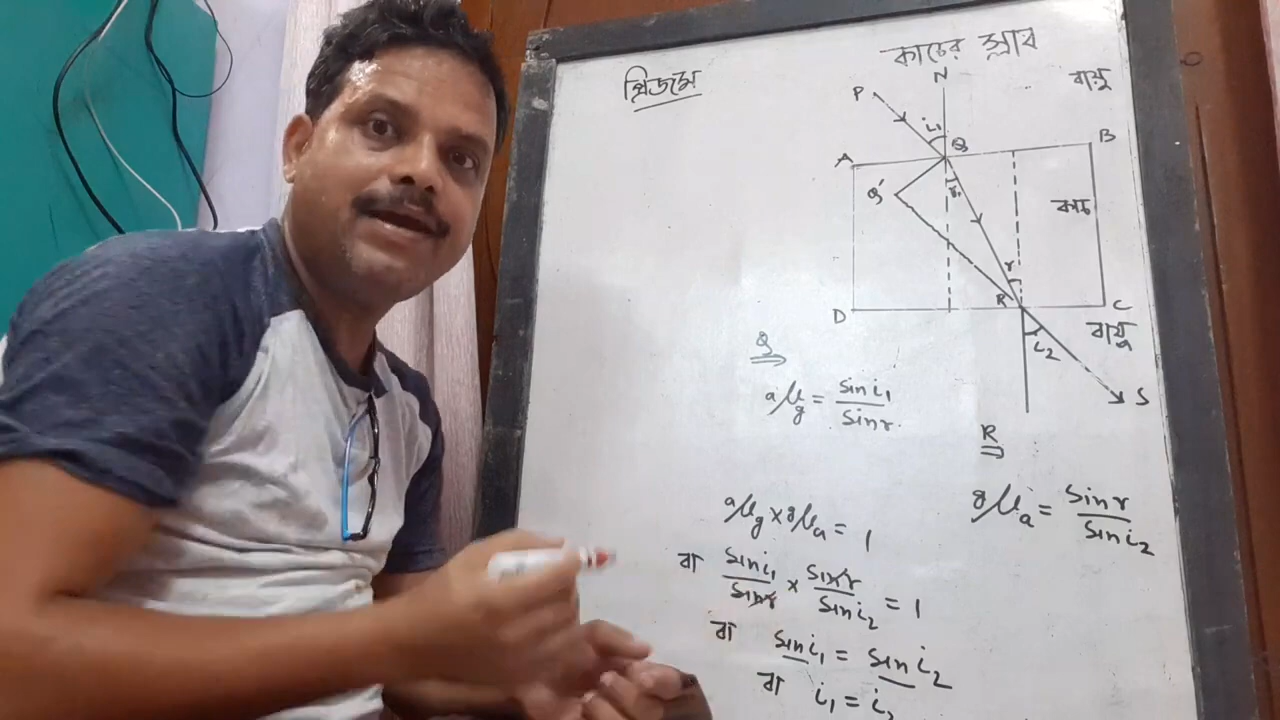 প্রিজমে
কাচের স্লাব
বায়ু
N
P
i₁
A
Q
B
Q'
r₁
কাচ
r
D
R
C
বায়ু
i₂
S
Q ⇒
ₐμg = sin i₁ / sin r
R ⇒
gμₐ = sin r / sin i₂
ₐμg × gμₐ = 1
বা sin i₁ / sin r × sin r / sin i₂ = 1
বা sin i₁ = sin i₂
বা i₁ = i₂